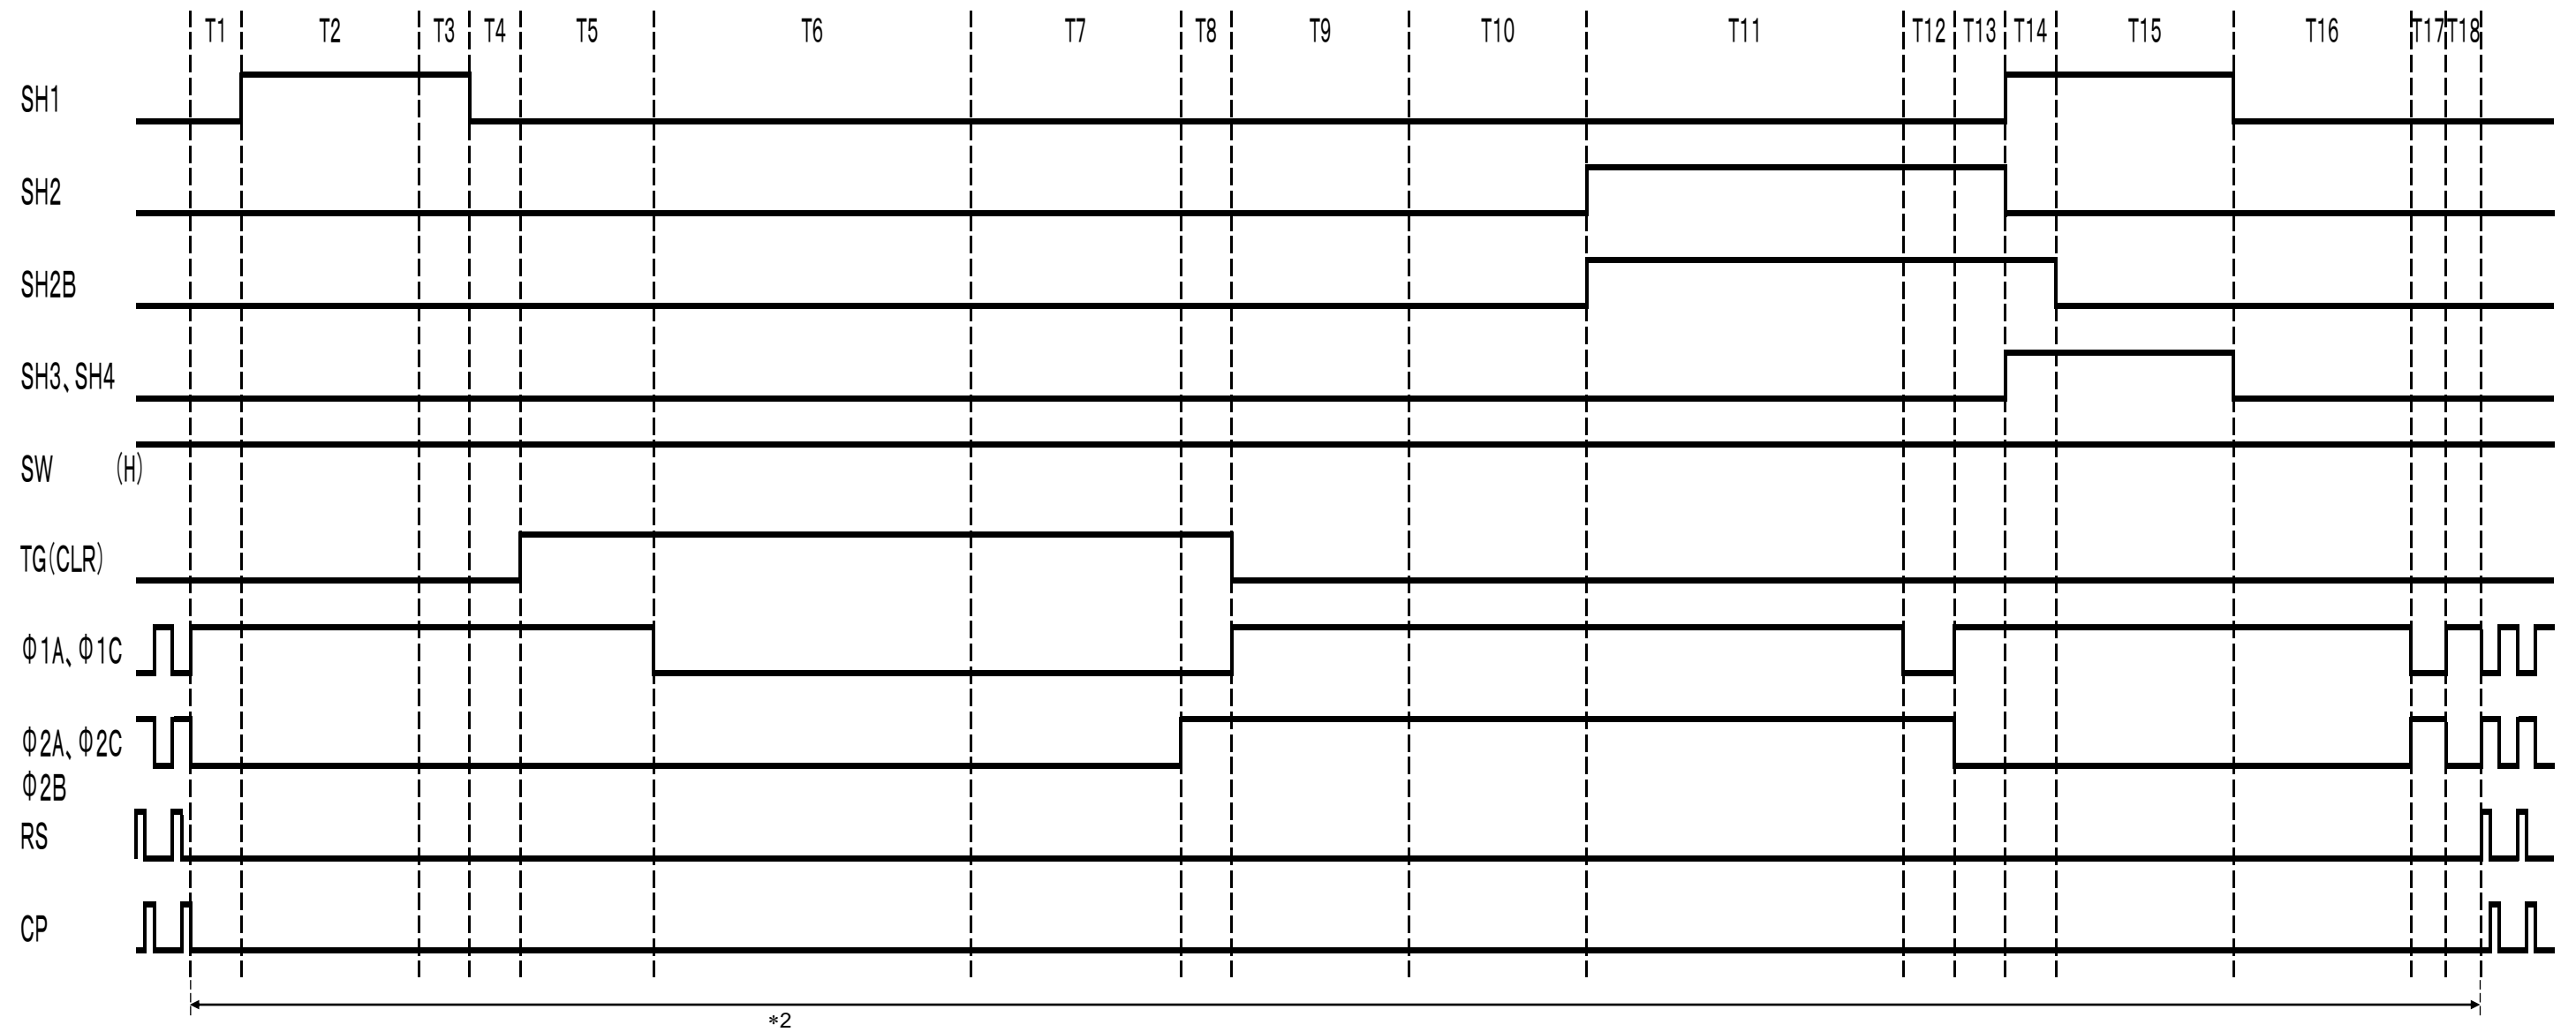 T1 T2 T3 T4 T5 T6 T7 T8 T9 T10 T11 T12 T13 T14 T15 T16 T17 T18
SH1
SH2
SH2B
SH3、SH4
SW (H)
TG(CLR)
Φ1A、Φ1C
Φ2A、Φ2C
Φ2B
RS
CP
*2